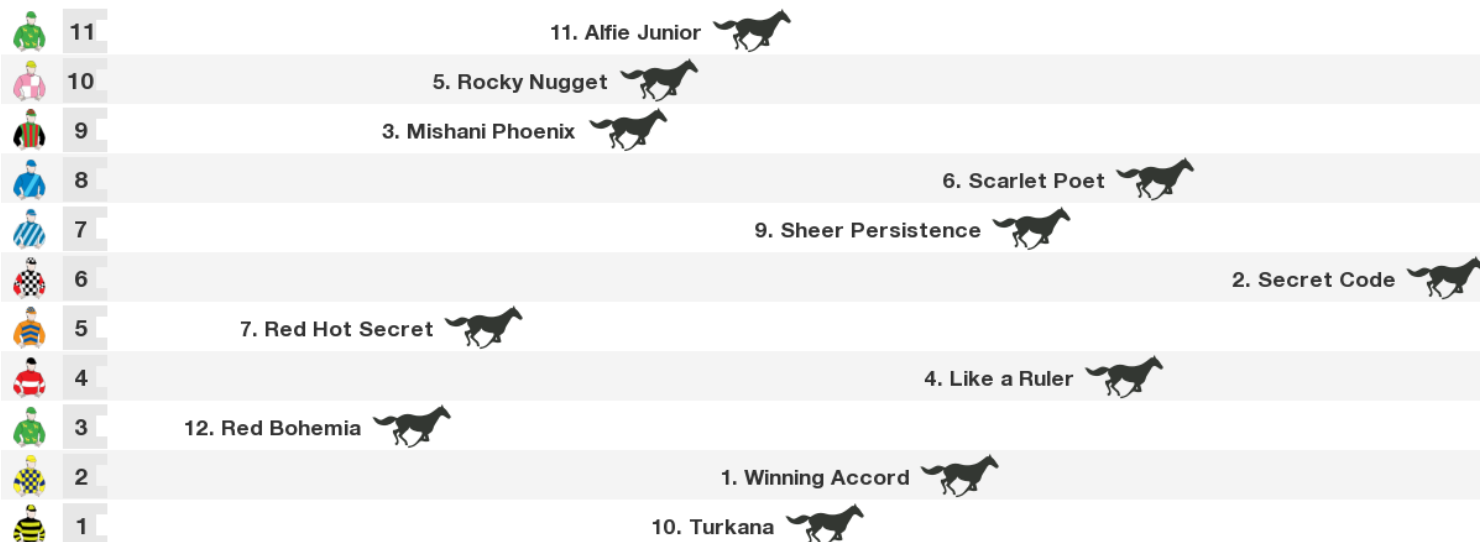 11 11. Alfie Junior
10 5. Rocky Nugget
9 3. Mishani Phoenix
8 6. Scarlet Poet
7 9. Sheer Persistence
6 2. Secret Code
5 7. Red Hot Secret
4 4. Like a Ruler
3 12. Red Bohemia
2 1. Winning Accord
1 10. Turkana